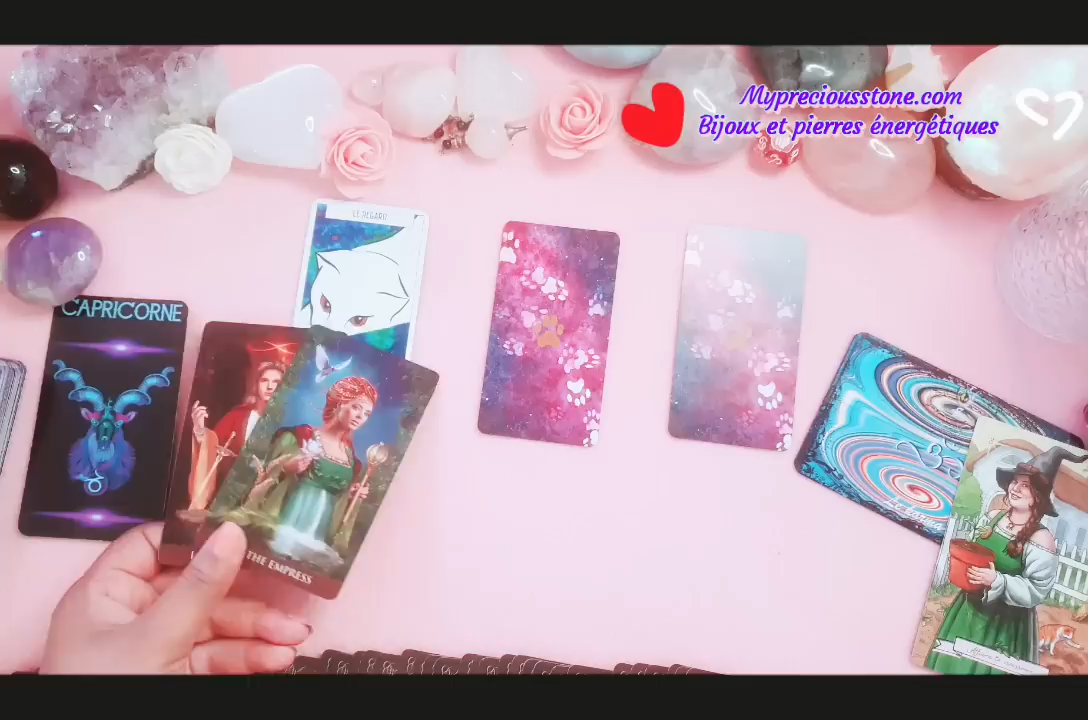 Mypreciousstone.com
Bijoux et pierres énergétiques
LE REGARD
CAPRICORNE
THE EMPRESS